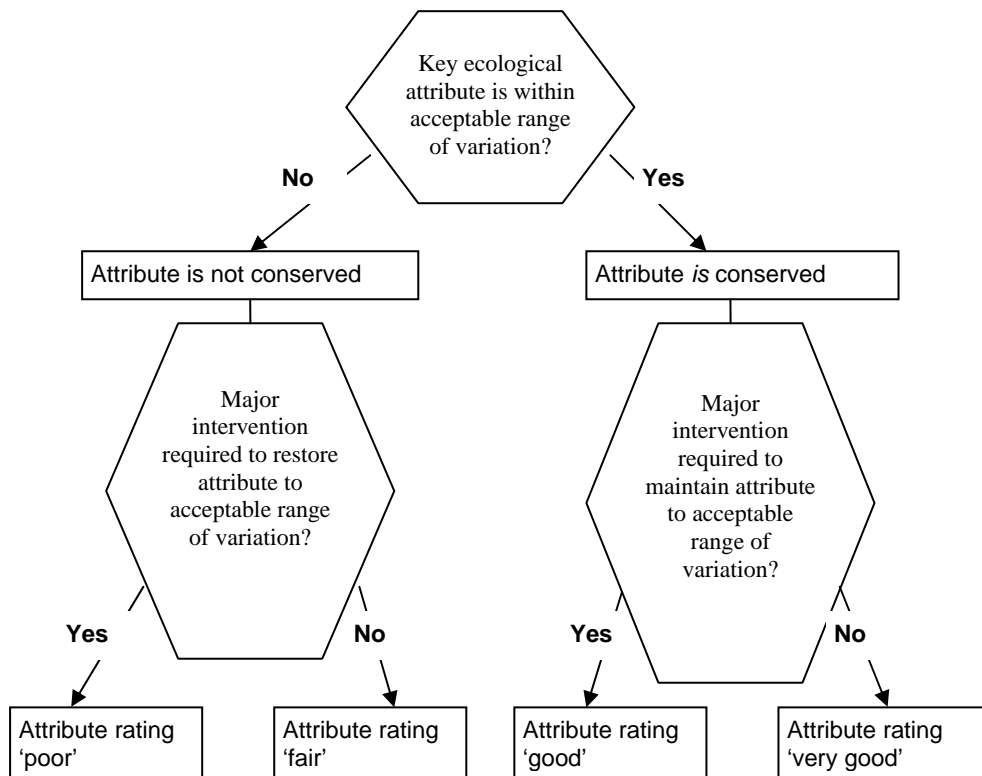 Key ecological
attribute is within
acceptable range
of variation?
No
Yes
Attribute is not conserved
Attribute is conserved
Major
intervention
required to restore
attribute to
acceptable range
of variation?
Major
intervention
required to
maintain attribute
to acceptable
range of
variation?
Yes
No
Yes
No
Attribute rating
‘poor’
Attribute rating
‘fair’
Attribute rating
‘good’
Attribute rating
‘very good’